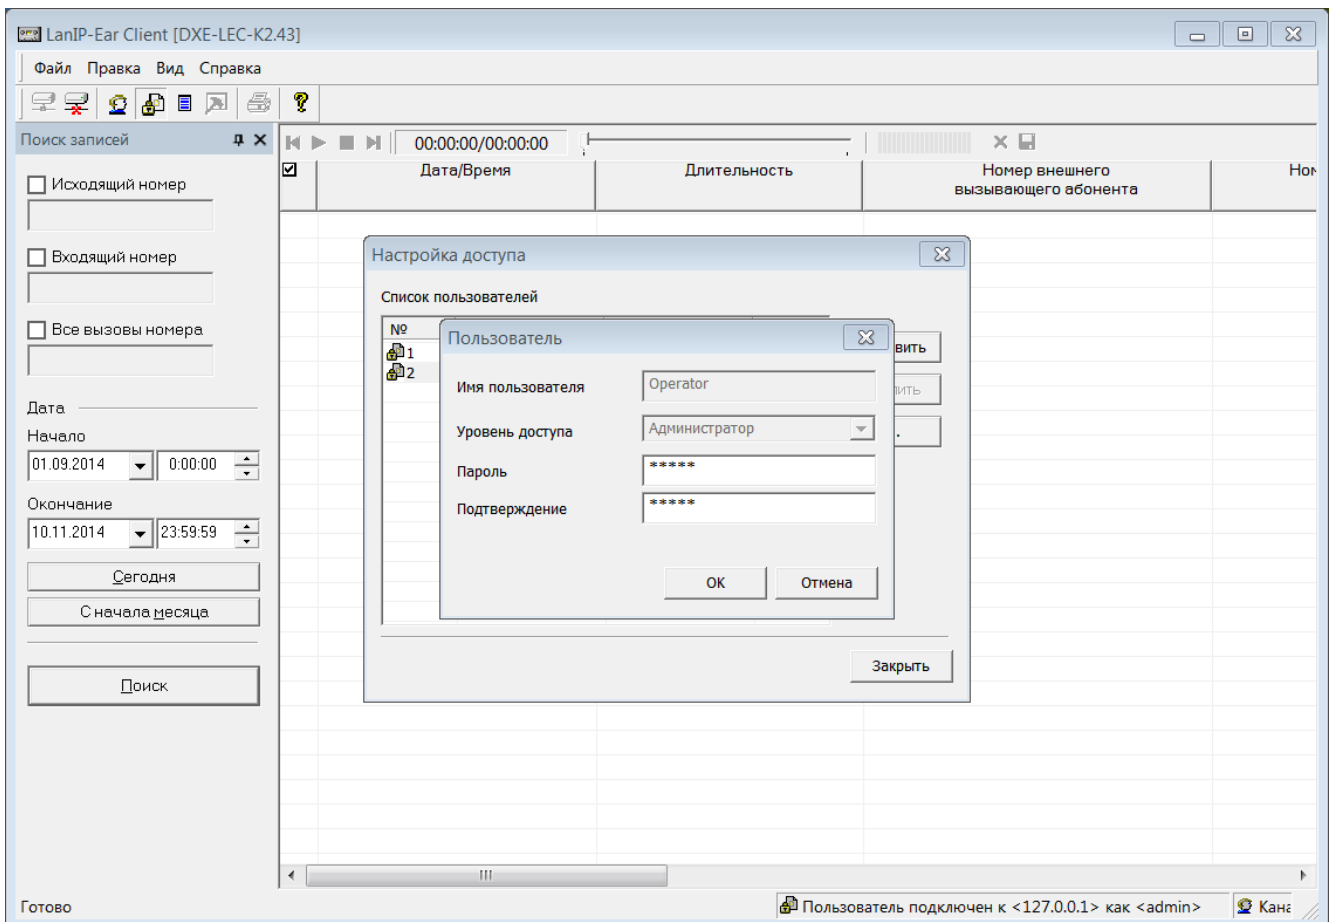 LanIP-Ear Client [DXE-LEC-K2.43]
Файл Правка Вид Справка
Поиск записей
00:00:00/00:00:00
Дата/Время
Длительность
Номер внешнего
вызывающего абонента
Ном
Исходящий номер
Входящий номер
Все вызовы номера
Дата
Начало
01.09.2014 0:00:00
Окончание
10.11.2014 23:59:59
Сегодня
С начала месяца
Поиск
Настройка доступа
Список пользователей
№
1
2
вить
лить
.
Закрыть
Пользователь
Имя пользователя Operator
Уровень доступа Администратор
Пароль *****
Подтверждение *****
OK Отмена
Готово
Пользователь подключен к <127.0.0.1> как <admin>
Кана